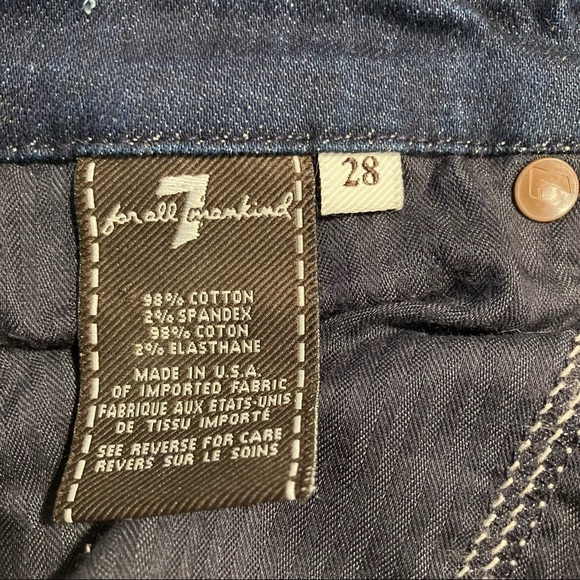 7
for all mankind
28
98% COTTON
2% SPANDEX
98% COTON
2% ELASTHANE
MADE IN U.S.A.
OF IMPORTED FABRIC
FABRIQUE AUX ETATS-UNIS
DE TISSU IMPORTÉ
SEE REVERSE FOR CARE
REVERS SUR LE SOINS